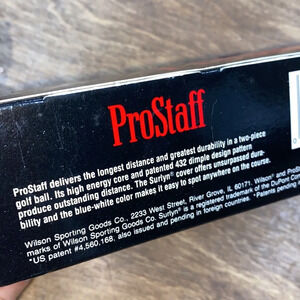 ProStaff
ProStaff delivers the longest distance and greatest durability in a two-piece
golf ball. Its high energy core and patented 432 dimple design pattern
produce outstanding distance. The Surlyn® cover offers unsurpassed dura-
bility and the blue-white color makes it easy to spot anywhere on the course.
Wilson Sporting Goods Co., 2233 West Street, River Grove, IL 60171. Wilson and
marks of Wilson Sporting Goods Co. Surlyn® is a registered trademark of the DuPont
*US patent #4,560,168, also issued and pending in foreign *Patents pending.